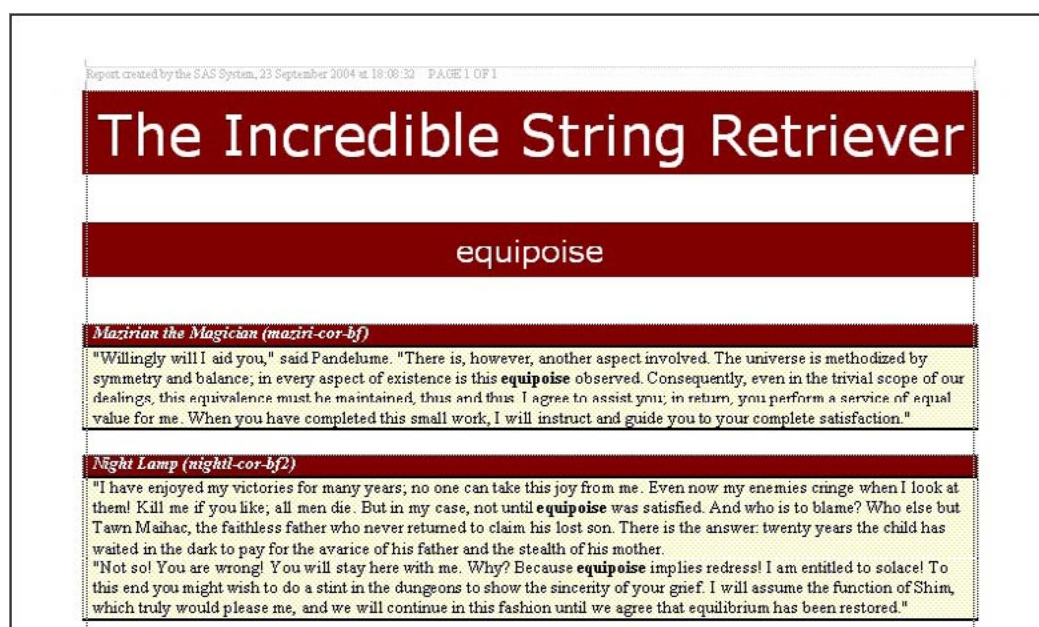 Report created by the SAS System, 23 September 2004 at 18:08:32 PAGE 1 OF 1
The Incredible String Retriever
equipoise
Mazirian the Magician (maziri-cor-bf)
"Willingly will I aid you," said Pandelume. "There is, however, another aspect involved. The universe is methodized by
symmetry and balance; in every aspect of existence is this equipoise observed. Consequently, even in the trivial scope of our
dealings, this equivalence must be maintained, thus and thus. I agree to assist you; in return, you perform a service of equal
value for me. When you have completed this small work, I will instruct and guide you to your complete satisfaction."
Night Lamp (nightl-cor-bf2)
"I have enjoyed my victories for many years; no one can take this joy from me. Even now my enemies cringe when I look at
them! Kill me if you like; all men die. But in my case, not until equipoise was satisfied. And who is to blame? Who else but
Tawn Maihac, the faithless father who never returned to claim his lost son. There is the answer: twenty years the child has
waited in the dark to pay for the avarice of his father and the stealth of his mother.
"Not so! You are wrong! You will stay here with me. Why? Because equipoise implies redress! I am entitled to solace! To
this end you might wish to do a stint in the dungeons to show the sincerity of your grief. I will assume the function of Shim,
which truly would please me, and we will continue in this fashion until we agree that equilibrium has been restored."